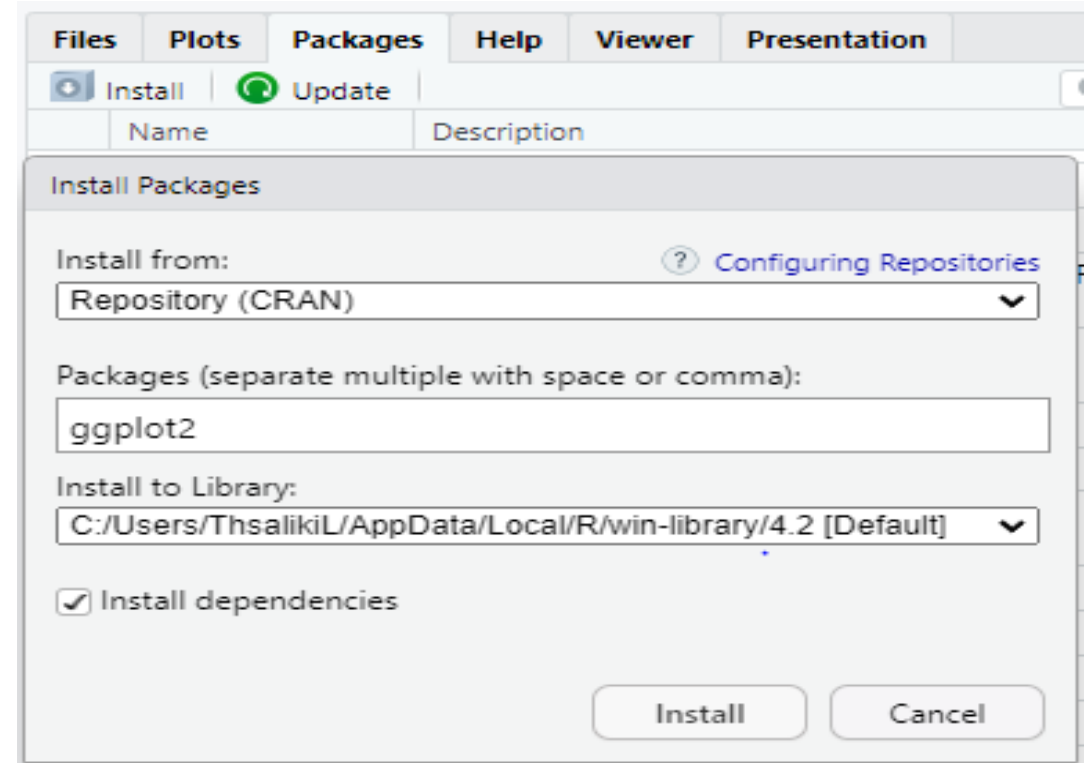 Files Plots Packages Help Viewer Presentation
Install Update
Name Description
Install Packages
Install from: ? Configuring Repositories
Repository (CRAN)
Packages (separate multiple with space or comma):
ggplot2
Install to Library:
C:/Users/ThsalikiL/AppData/Local/R/win-library/4.2 [Default]
Install dependencies
Install Cancel